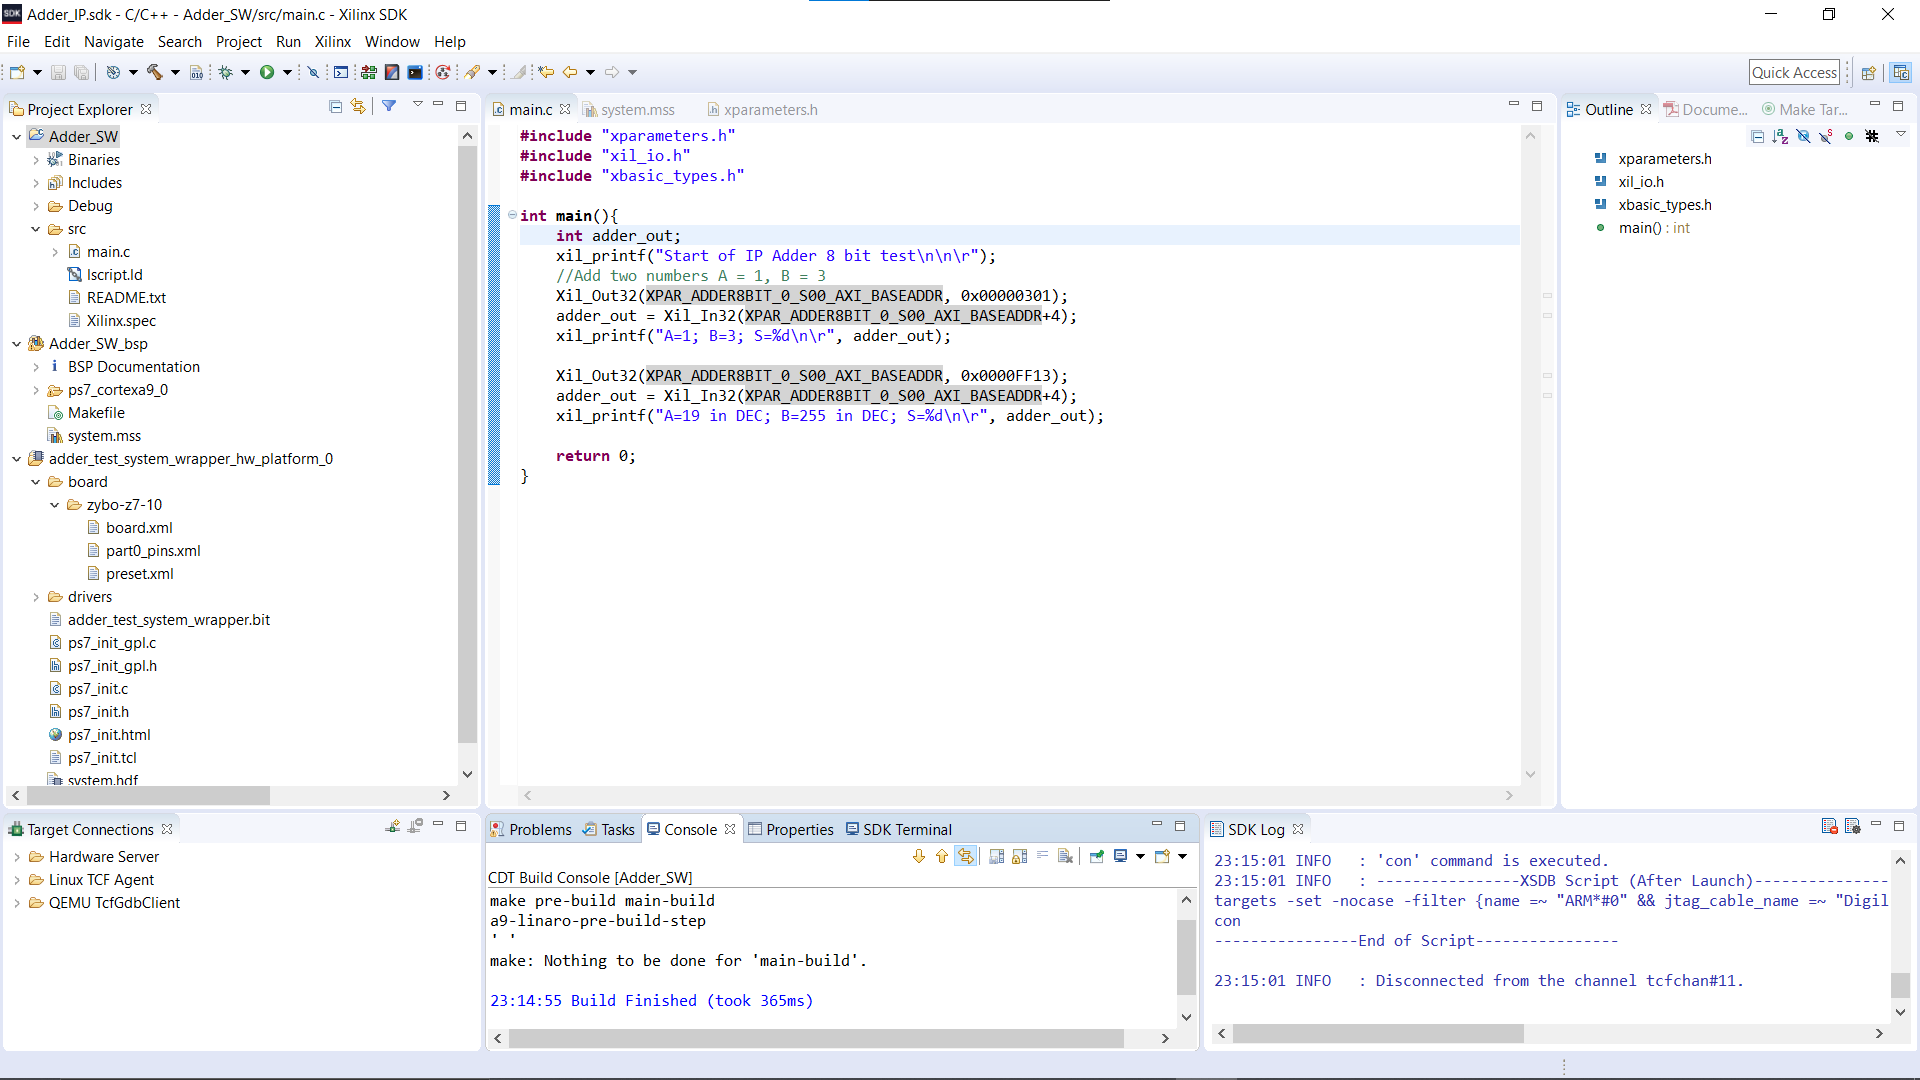 Adder_IP.sdk - C/C++ - Adder_SW/src/main.c - Xilinx SDK
File Edit Navigate Search Project Run Xilinx Window Help
Quick Access
Project Explorer
Adder_SW
Binaries
Includes
Debug
src
main.c
lscript.ld
README.txt
Xilinx.spec
Adder_SW_bsp
BSP Documentation
ps7_cortexa9_0
Makefile
system.mss
adder_test_system_wrapper_hw_platform_0
board
zybo-z7-10
board.xml
part0_pins.xml
preset.xml
drivers
adder_test_system_wrapper.bit
ps7_init_gpl.c
ps7_init_gpl.h
ps7_init.c
ps7_init.h
ps7_init.html
ps7_init.tcl
system.hdf
main.c system.mss xparameters.h
#include "xparameters.h"
#include "xil_io.h"
#include "xbasic_types.h"
int main(){
int adder_out;
xil_printf("Start of IP Adder 8 bit test\n\n\r");
//Add two numbers A = 1, B = 3
Xil_Out32(XPAR_ADDER8BIT_0_S00_AXI_BASEADDR, 0x00000301);
adder_out = Xil_In32(XPAR_ADDER8BIT_0_S00_AXI_BASEADDR+4);
xil_printf("A=1; B=3; S=%d\n\r", adder_out);
Xil_Out32(XPAR_ADDER8BIT_0_S00_AXI_BASEADDR, 0x0000FF13);
adder_out = Xil_In32(XPAR_ADDER8BIT_0_S00_AXI_BASEADDR+4);
xil_printf("A=19 in DEC; B=255 in DEC; S=%d\n\r", adder_out);
return 0;
}
Outline Docume... Make Tar...
xparameters.h
xil_io.h
xbasic_types.h
main() : int
Target Connections
Hardware Server
Linux TCF Agent
QEMU TcfGdbClient
Problems Tasks Console Properties SDK Terminal
CDT Build Console [Adder_SW]
make pre-build main-build
a9-linaro-pre-build-step
' '
make: Nothing to be done for 'main-build'.
23:14:55 Build Finished (took 365ms)
SDK Log
23:15:01 INFO : 'con' command is executed.
23:15:01 INFO : ----------------XSDB Script (After Launch)---------------
targets -set -nocase -filter {name =~ "ARM*#0" && jtag_cable_name =~ "Digil
con
----------------End of Script----------------
23:15:01 INFO : Disconnected from the channel tcfchan#11.